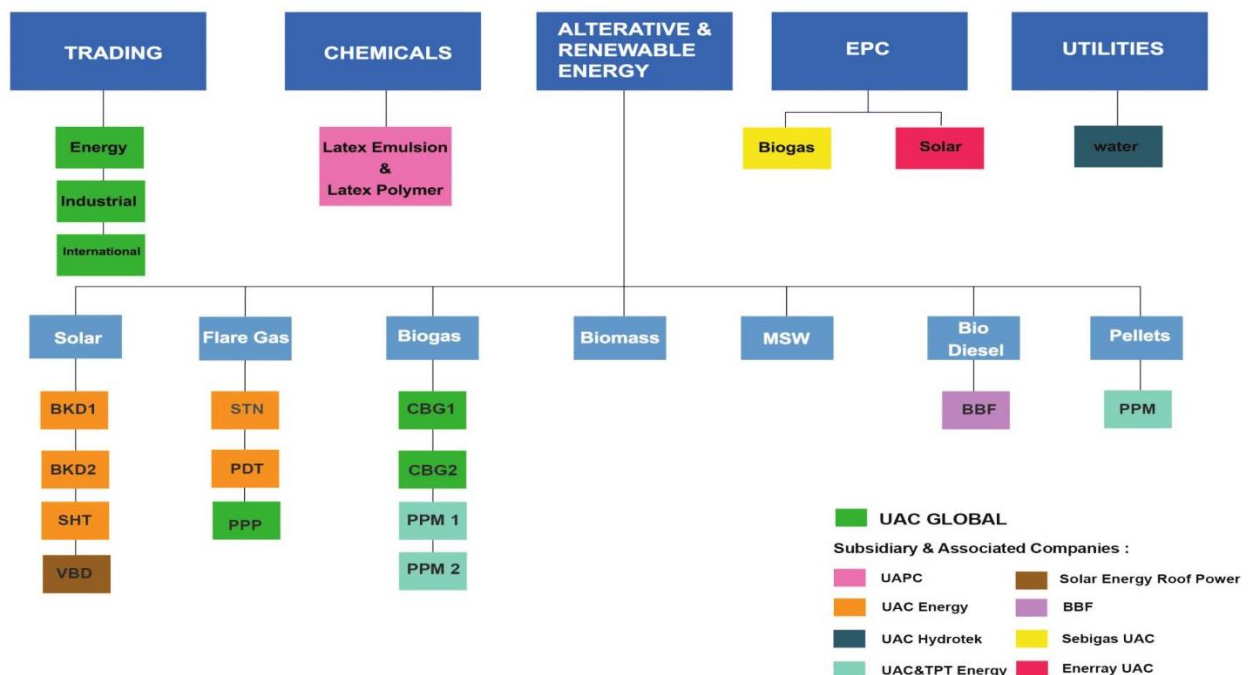 TRADING
CHEMICALS
ALTERATIVE &
RENEWABLE
ENERGY
EPC
UTILITIES
Energy
Industrial
International
Latex Emulsion
&
Latex Polymer
Biogas
Solar
water
Solar
Flare Gas
Biogas
Biomass
MSW
Bio
Diesel
Pellets
BKD1
BKD2
SHT
VBD
STN
PDT
PPP
CBG1
CBG2
PPM 1
PPM 2
BBF
PPM
UAC GLOBAL
Subsidiary & Associated Companies :
UAPC
UAC Energy
UAC Hydrotek
UAC&TPT Energy
Solar Energy Roof Power
BBF
Sebigas UAC
Enerray UAC